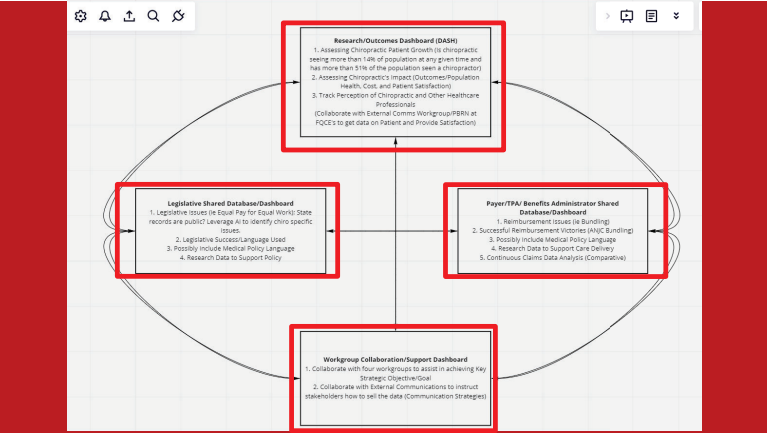 Research/Outcomes Dashboard (DASH)
1. Assessing Chiropractic Patient Growth (Is chiropractic
seeing more than 14% of population at any given time and
has more than 51% of the population seen a chiropractor)
2. Assessing Chiropractic's Impact (Outcomes/Population
Health, Cost, and Patient Satisfaction)
3. Track Perception of Chiropractic and Other Healthcare
Professionals
(Collaborate with External Comms Workgroup/PBRN at
FQCE's to get data on Patient and Provide Satisfaction)
Legislative Shared Database/Dashboard
1. Legislative Issues (ie Equal Pay for Equal Work): State
records are public? Leverage AI to identify chiro specific
issues.
2. Legislative Success/Language Used
3. Possibly Include Medical Policy Language
4. Research Data to Support Policy
Payer/TPA/ Benefits Administrator Shared
Database/Dashboard
1. Reimbursement Issues (ie Bundling)
2. Successful Reimbursement Victories (ANJC Bundling)
3. Possibly Include Medical Policy Language
4. Research Data to Support Care Delivery
5. Continuous Claims Data Analysis (Comparative)
Workgroup Collaboration/Support Dashboard
1. Collaborate with four workgroups to assist in achieving Key
Strategic Objective/Goal
2. Collaborate with External Communications to instruct
stakeholders how to sell the data (Communication Strategies)